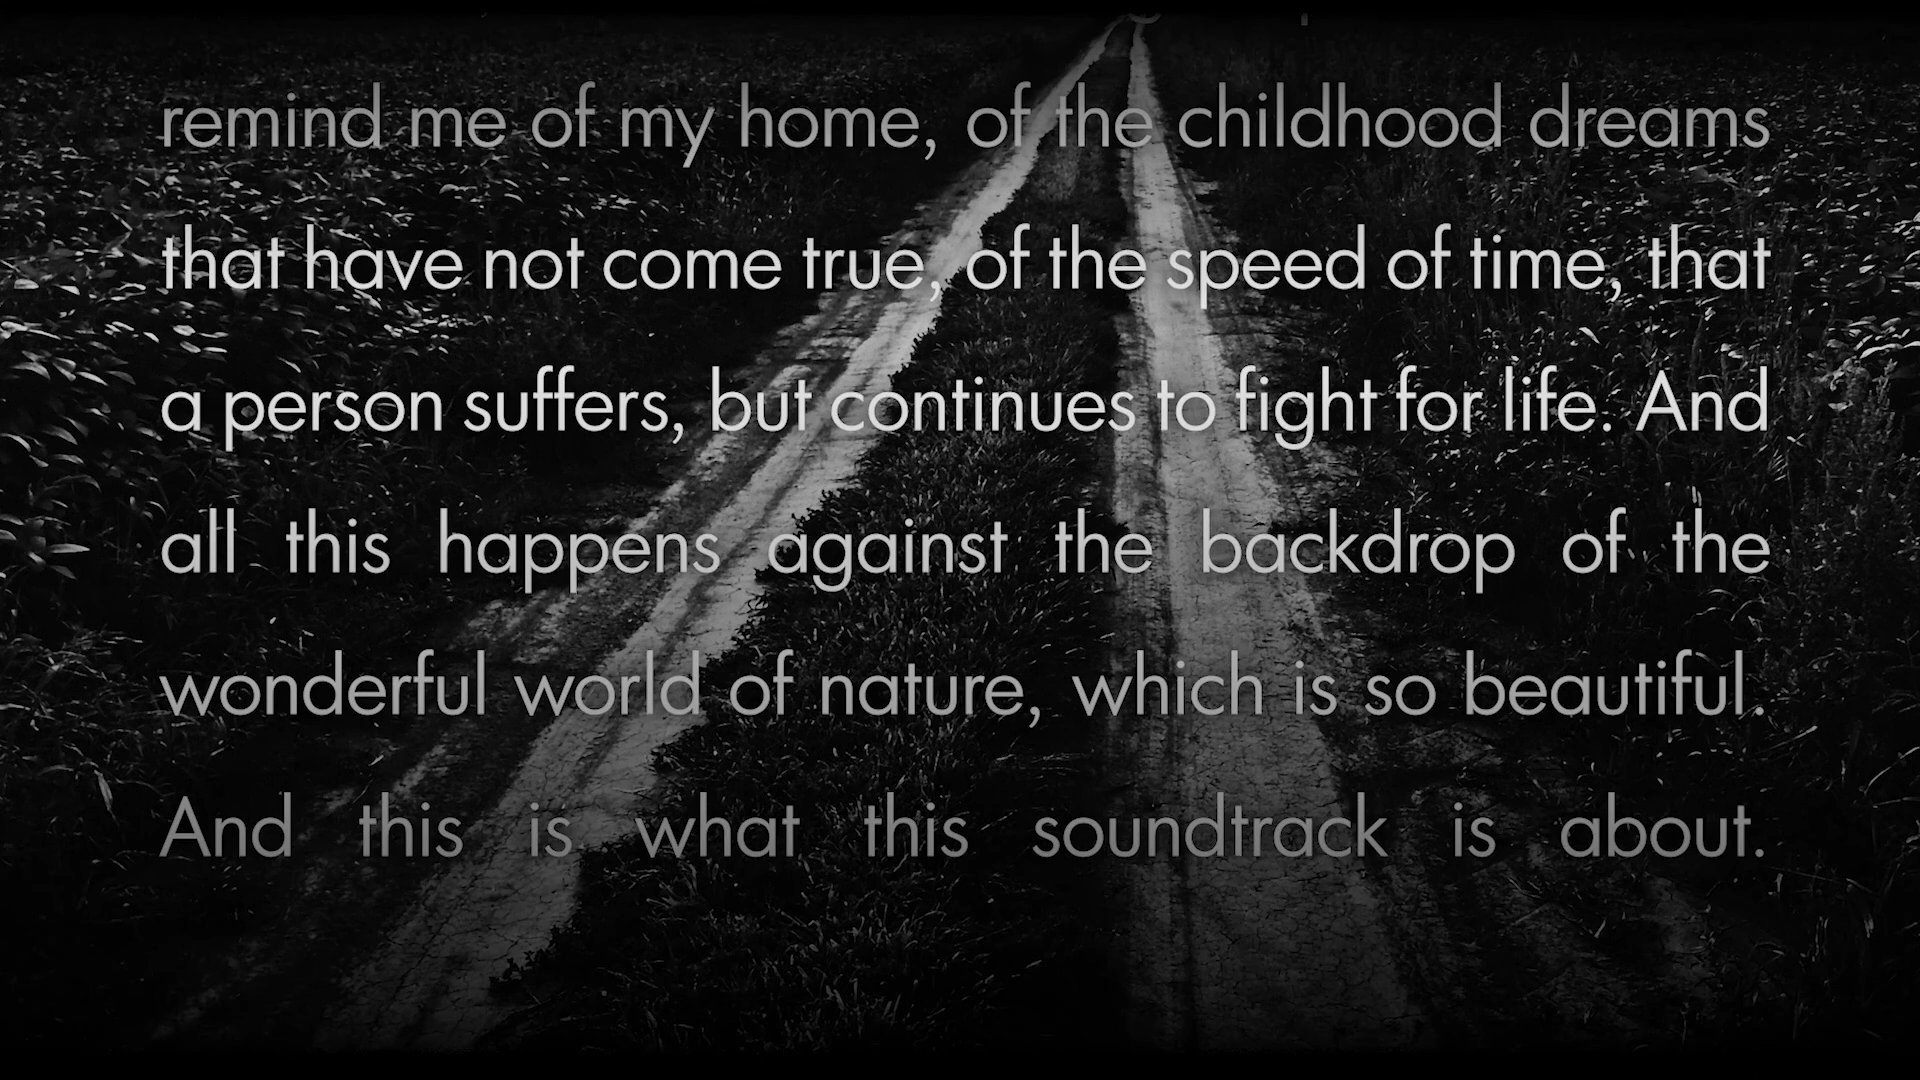 remind me of my home, of the childhood dreams
that have not come true, of the speed of time, that
a person suffers, but continues to fight for life. And
all this happens against the backdrop of the
wonderful world of nature, which is so beautiful.
And this is what this soundtrack is about.